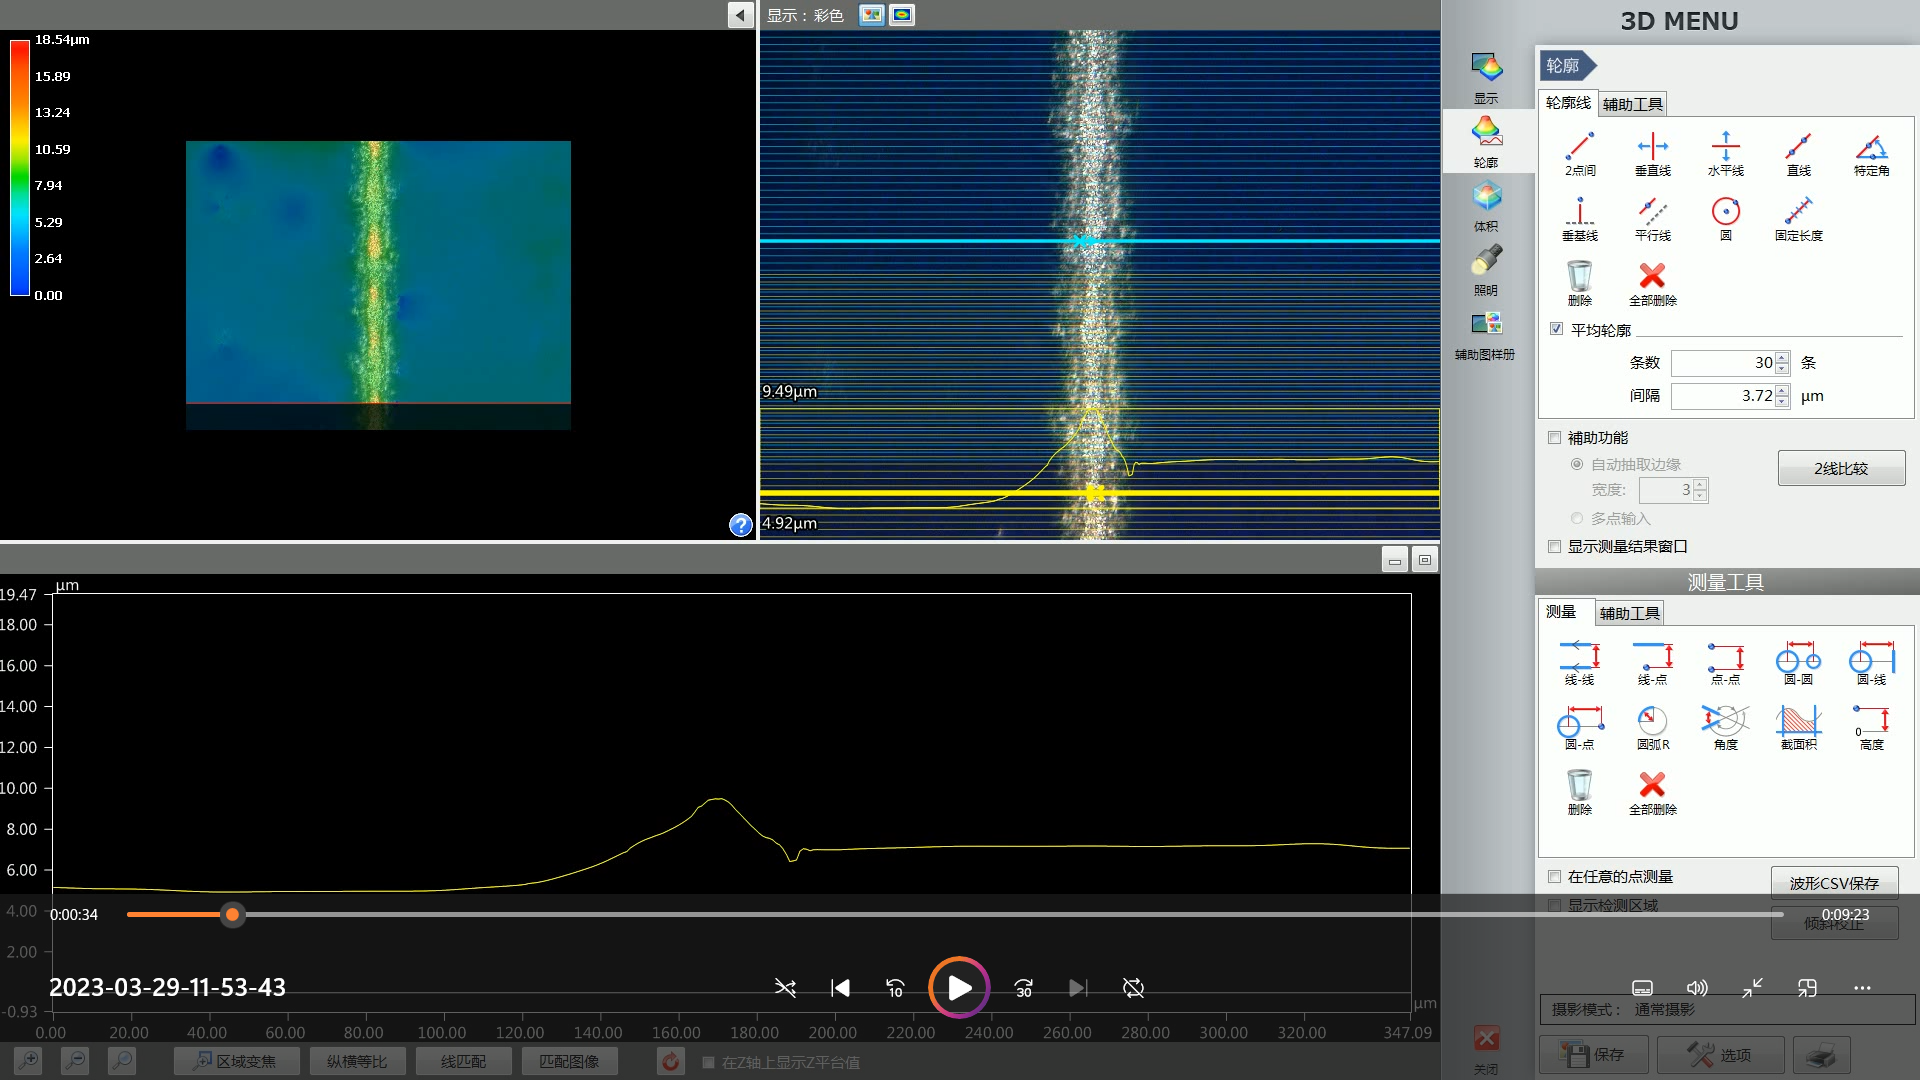 显示：彩色
3D MENU
18.54μm
15.89
13.24
10.59
7.94
5.29
2.64
0.00
9.49μm
4.92μm
显示
轮廓
体积
照明
辅助图样册
关闭
轮廓
轮廓线
辅助工具
2点间
垂直线
水平线
直线
特定角
垂基线
平行线
圆
固定长度
删除
全部删除
平均轮廓
条数 30 条
间隔 3.72 μm
補助功能
自动抽取边缘
宽度: 3
多点输入
2线比较
显示测量结果窗口
测量工具
测量
辅助工具
线-线
线-点
点-点
圆-圆
圆-线
圆-点
圆弧R
角度
截面积
0
高度
删除
全部删除
在任意的点测量
波形CSV保存
显示检测区域
倾斜校正
摄影模式： 通常摄影
保存
选项
μm
19.47
18.00
16.00
14.00
12.00
10.00
8.00
6.00
4.00
2.00
-0.93
0.00
20.00
40.00
60.00
80.00
100.00
120.00
140.00
160.00
180.00
200.00
220.00
240.00
260.00
280.00
300.00
320.00
347.09
μm
0:00:34
0:09:23
2023-03-29-11-53-43
10
30
区域变焦
纵横等比
线匹配
匹配图像
在Z轴上显示Z平台值